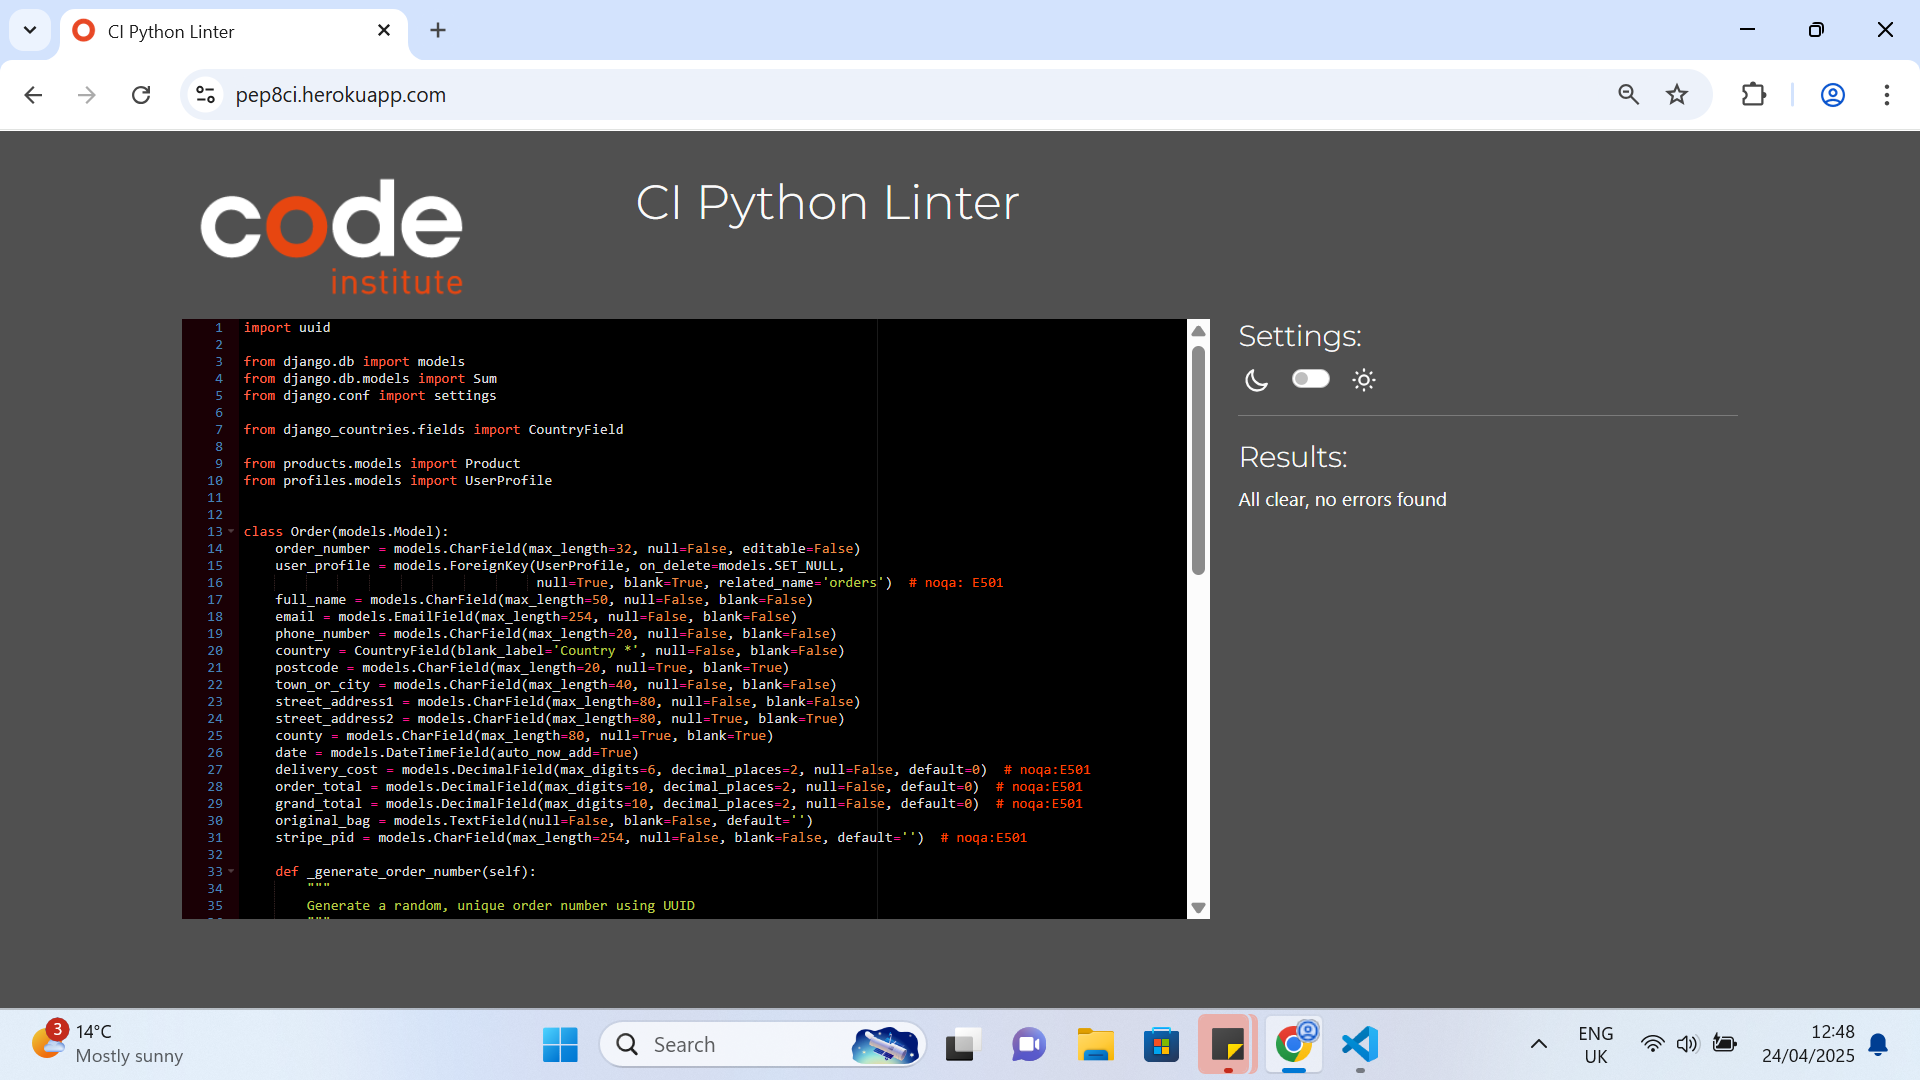 CI Python Linter
pep8ci.herokuapp.com
code
institute
CI Python Linter
1 import uuid
2
3 from django.db import models
4 from django.db.models import Sum
5 from django.conf import settings
6
7 from django_countries.fields import CountryField
8
9 from products.models import Product
10 from profiles.models import UserProfile
11
12
13 class Order(models.Model):
14     order_number = models.CharField(max_length=32, null=False, editable=False)
15     user_profile = models.ForeignKey(UserProfile, on_delete=models.SET_NULL,
16                                      null=True, blank=True, related_name='orders')  # noqa: E501
17     full_name = models.CharField(max_length=50, null=False, blank=False)
18     email = models.EmailField(max_length=254, null=False, blank=False)
19     phone_number = models.CharField(max_length=20, null=False, blank=False)
20     country = CountryField(blank_label='Country *', null=False, blank=False)
21     postcode = models.CharField(max_length=20, null=True, blank=True)
22     town_or_city = models.CharField(max_length=40, null=False, blank=False)
23     street_address1 = models.CharField(max_length=80, null=False, blank=False)
24     street_address2 = models.CharField(max_length=80, null=True, blank=True)
25     county = models.CharField(max_length=80, null=True, blank=True)
26     date = models.DateTimeField(auto_now_add=True)
27     delivery_cost = models.DecimalField(max_digits=6, decimal_places=2, null=False, default=0)  # noqa:E501
28     order_total = models.DecimalField(max_digits=10, decimal_places=2, null=False, default=0)  # noqa:E501
29     grand_total = models.DecimalField(max_digits=10, decimal_places=2, null=False, default=0)  # noqa:E501
30     original_bag = models.TextField(null=False, blank=False, default='')
31     stripe_pid = models.CharField(max_length=254, null=False, blank=False, default='')  # noqa:E501
32
33     def _generate_order_number(self):
34         """
35         Generate a random, unique order number using UUID
Settings:
Results:
All clear, no errors found
3
14°C
Mostly sunny
Search
ENG
UK
12:48
24/04/2025